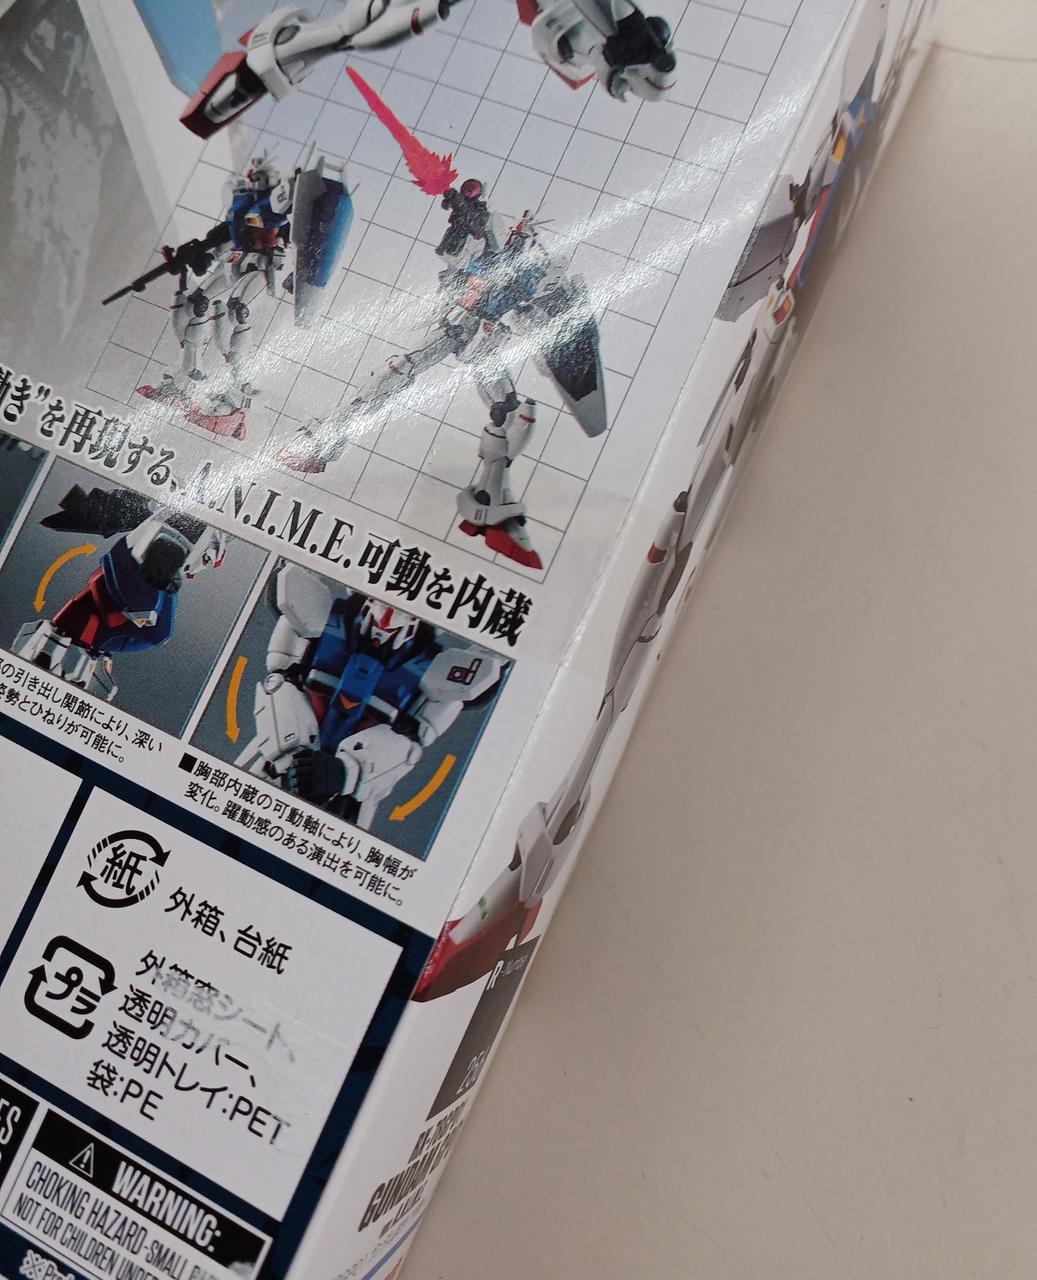 動き”を再現する、A.N.I.M.E.可動を内蔵
の引き出し関節により、深い
姿勢とひねりが可能に。
■胸部内蔵の可動軸により、胸幅が
変化。躍動感のある演出を可能に。
紙
外箱、台紙
プラ
外箱窓シート、
透明カバー、
透明トレイ:PET
袋:PE
WARNING:
CHOKING HAZARD-SMALL
NOT FOR CHILDREN UNDER
R-Number
GUNDAM